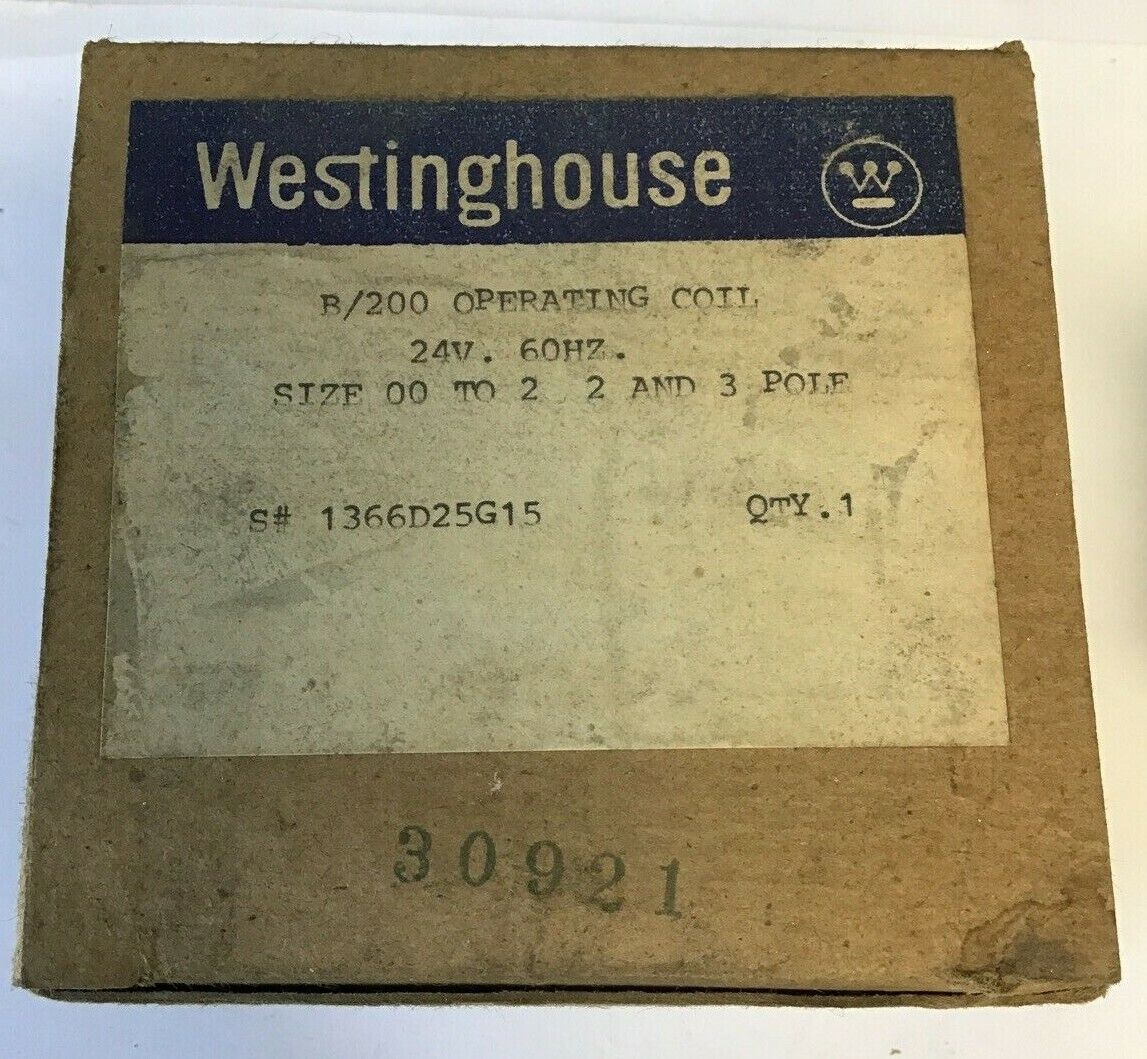 Westinghouse W
B/200 OPERATING COIL
24V. 60HZ.
SIZE 00 TO 2 2 AND 3 POLE
S# 1366D25G15 QTY.1
30921